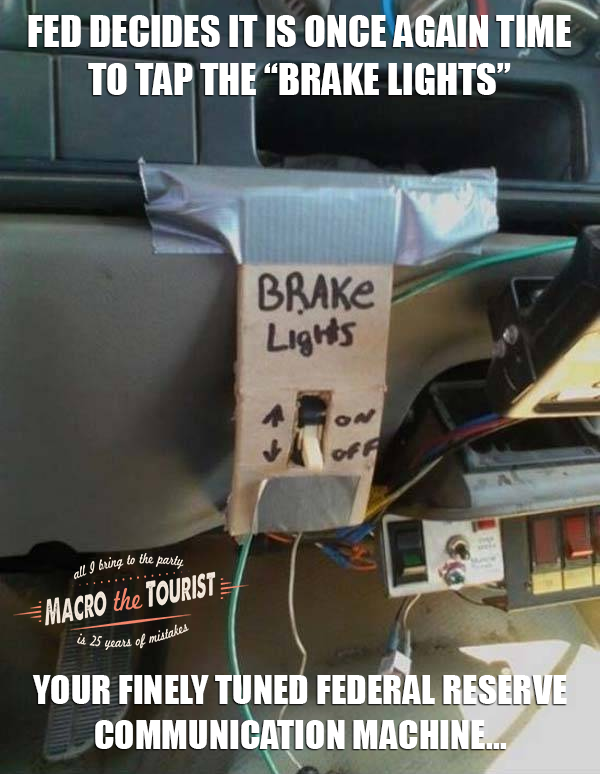 FED DECIDES IT IS ONCE AGAIN TIME
TO TAP THE “BRAKE LIGHTS”
BRAKe
LigHtS
↑ ON
↓ OFF
all I bring to the party
MACRO the TOURIST
is 25 years of mistakes
YOUR FINELY TUNED FEDERAL RESERVE
COMMUNICATION MACHINE...